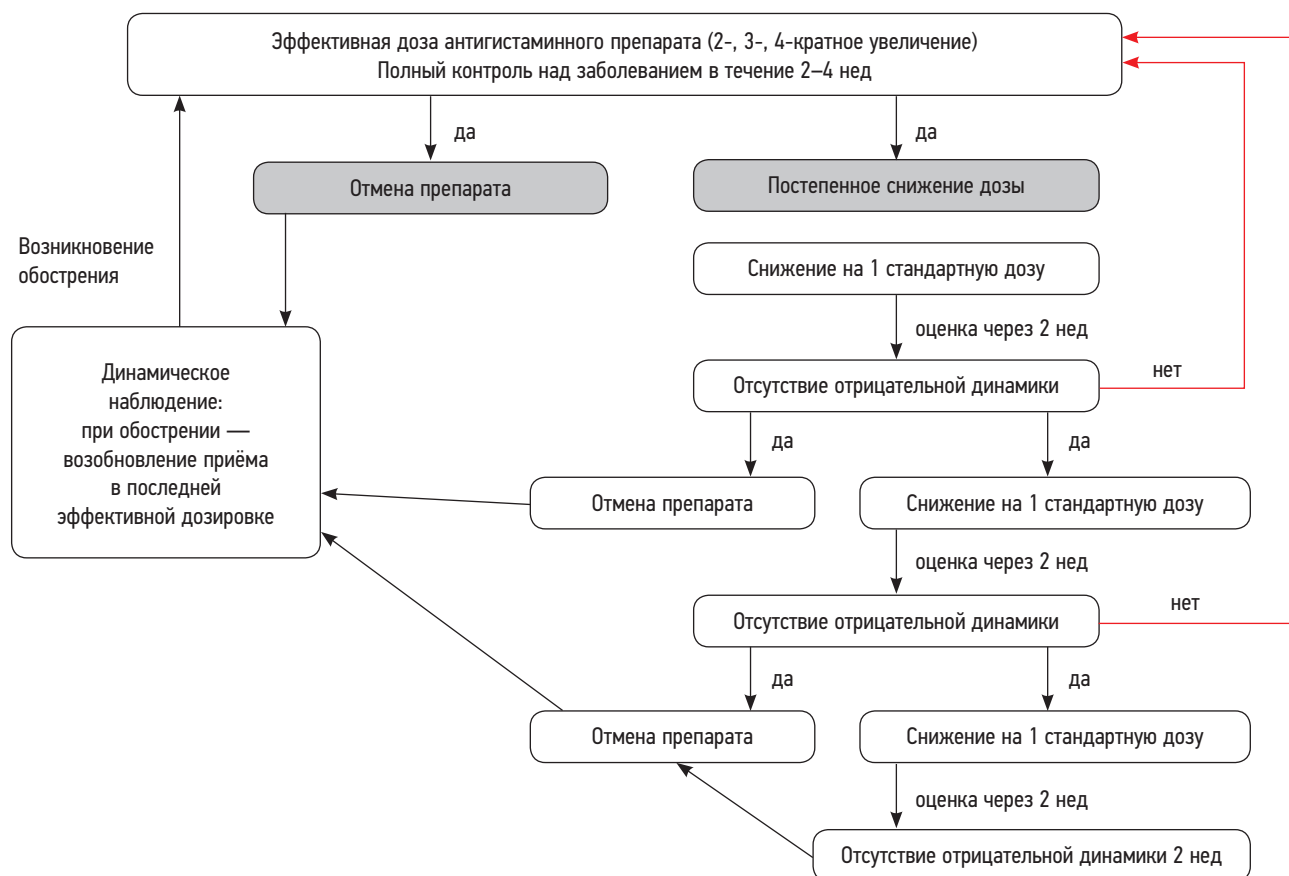 Эффективная доза антигистаминного препарата (2-, 3-, 4-кратное увеличение)
Полный контроль над заболеванием в течение 2–4 нед
да
да
Отмена препарата
Постепенное снижение дозы
Возникновение
обострения
Снижение на 1 стандартную дозу
оценка через 2 нед
Динамическое
наблюдение:
при обострении —
возобновление приёма
в последней
эффективной дозировке
Отсутствие отрицательной динамики
нет
да
да
Отмена препарата
Снижение на 1 стандартную дозу
оценка через 2 нед
Отсутствие отрицательной динамики
нет
да
да
Отмена препарата
Снижение на 1 стандартную дозу
оценка через 2 нед
Отсутствие отрицательной динамики 2 нед